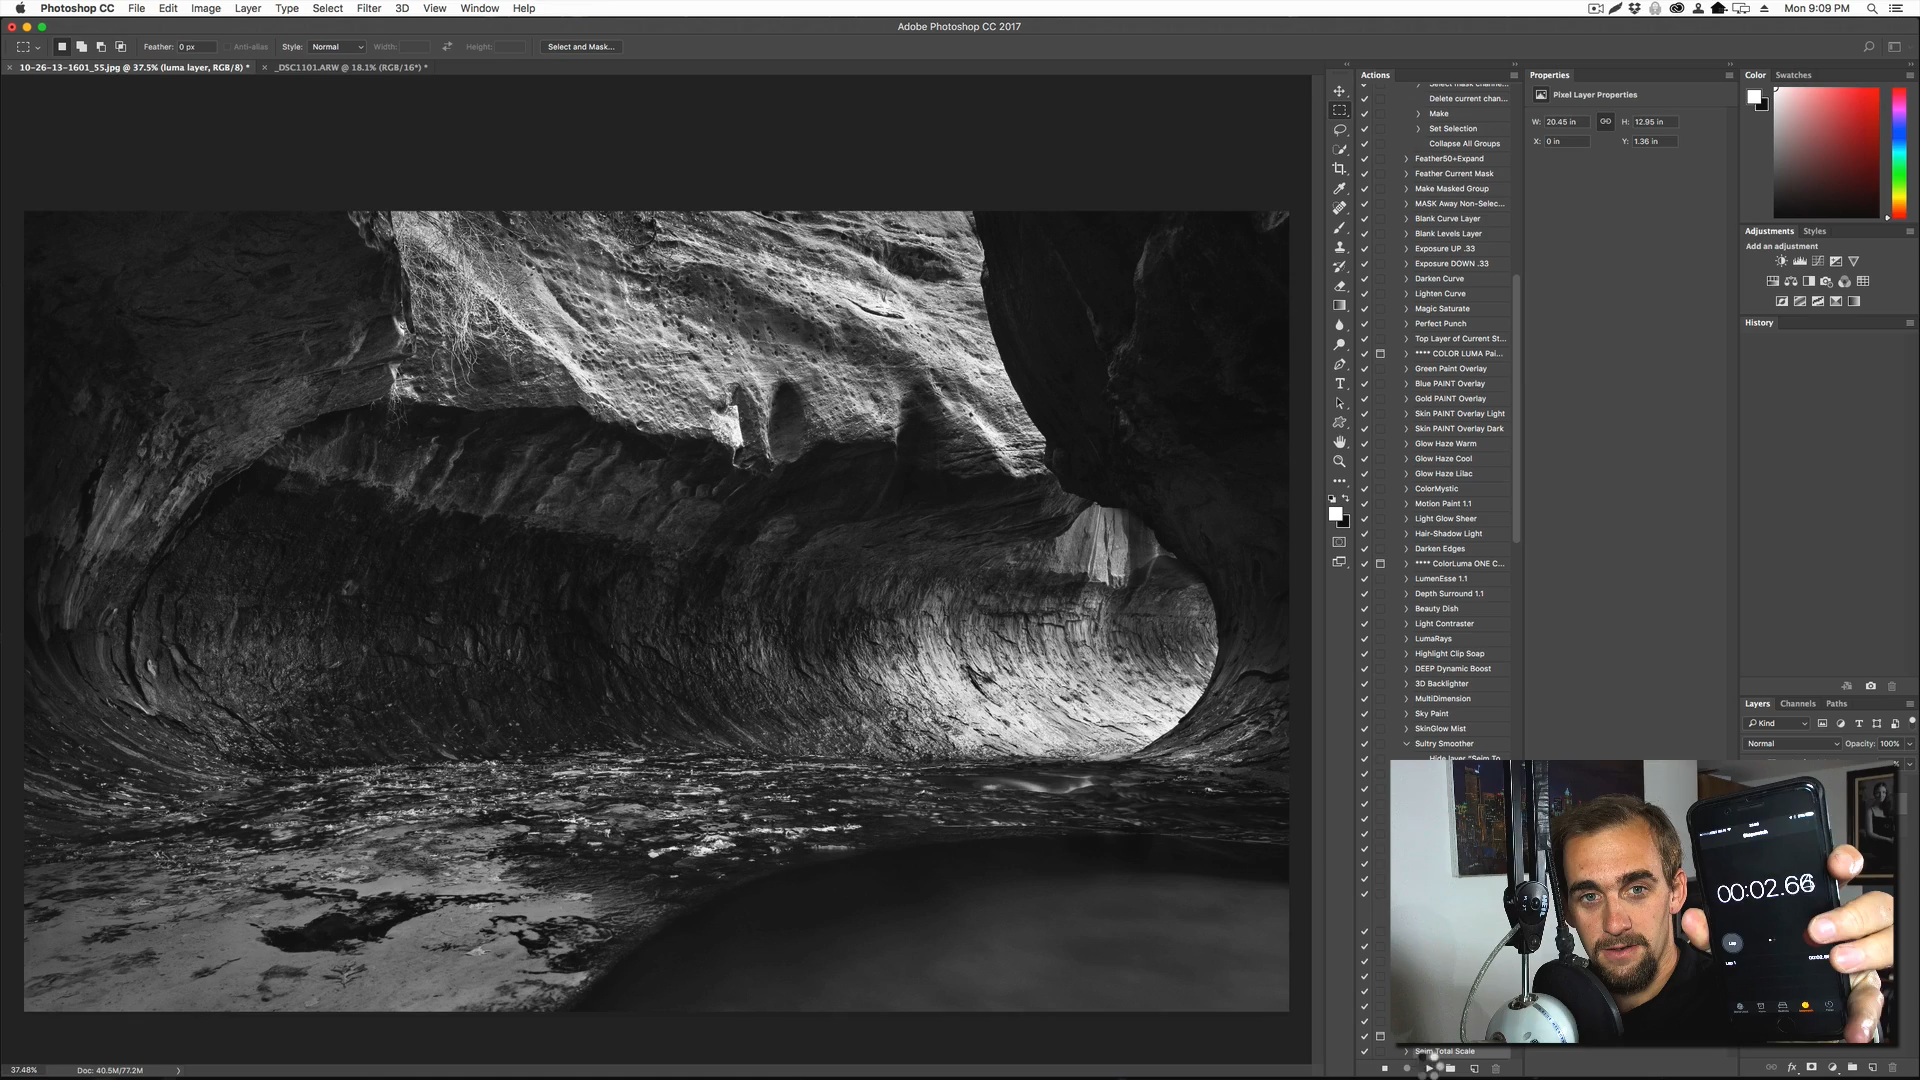 Photoshop CC File Edit Image Layer Type Select Filter 3D View Window Help Mon 9:09 PM
Adobe Photoshop CC 2017
Feather: 0 px Anti-alias Style: Normal Width: Height: Select and Mask...
10-26-13-1601_55.jpg @ 37.5% (luma layer, RGB/8) * _DSC1101.ARW @ 18.1% (RGB/16*) *
Actions
Delete current chan...
Make
Set Selection
Collapse All Groups
Feather50+Expand
Feather Current Mask
Make Masked Group
MASK Away Non-Selec...
Blank Curve Layer
Blank Levels Layer
Exposure UP .33
Exposure DOWN .33
Darken Curve
Lighten Curve
Magic Saturate
Perfect Punch
Top Layer of Current St...
**** COLOR LUMA Pai...
Green Paint Overlay
Blue PAINT Overlay
Gold PAINT Overlay
Skin PAINT Overlay Light
Skin PAINT Overlay Dark
Glow Haze Warm
Glow Haze Cool
Glow Haze Lilac
ColorMystic
Motion Paint 1.1
Light Glow Sheer
Hair-Shadow Light
Darken Edges
**** ColorLuma ONE C...
LumenEsse 1.1
Depth Surround 1.1
Beauty Dish
Light Contraster
LumaRays
Highlight Clip Soap
DEEP Dynamic Boost
3D Backlighter
MultiDimension
Sky Paint
SkinGlow Mist
Sultry Smoother
Seim Total Scale
Properties
Pixel Layer Properties
W: 20.45 in H: 12.95 in
X: 0 in Y: 1.36 in
Color Swatches
Adjustments Styles
Add an adjustment
History
Layers Channels Paths
Kind
Normal Opacity: 100%
Stopwatch
00:02.66
37.48% Doc: 40.5M/77.2M